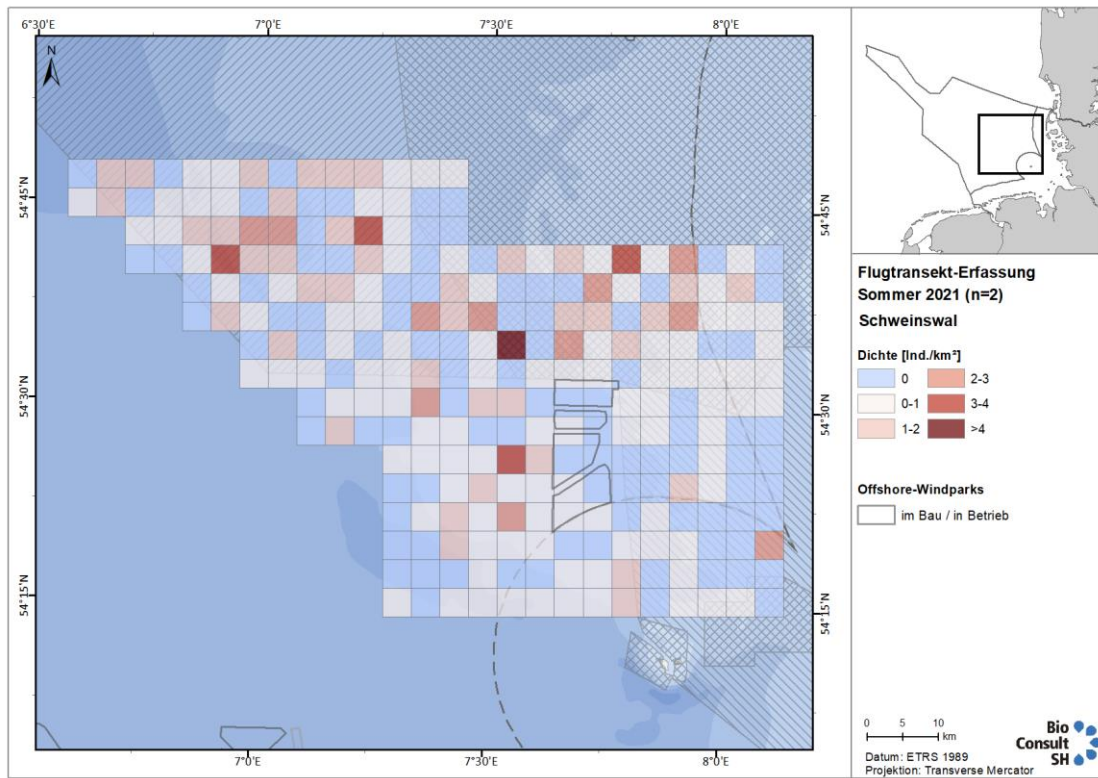 6°30'E 7°0'E 7°30'E 8°0'E
N
54°45'N
54°30'N
54°15'N
54°45'N
54°30'N
54°15'N
7°0'E 7°30'E 8°0'E
Flugtransekt-Erfassung
Sommer 2021 (n=2)
Schweinswal
Dichte [Ind./km²]
0 2-3
0-1 3-4
1-2 >4
Offshore-Windparks
im Bau / in Betrieb
0 5 10
km
Datum: ETRS 1989
Projektion: Transverse Mercator
Bio
Consult
SH